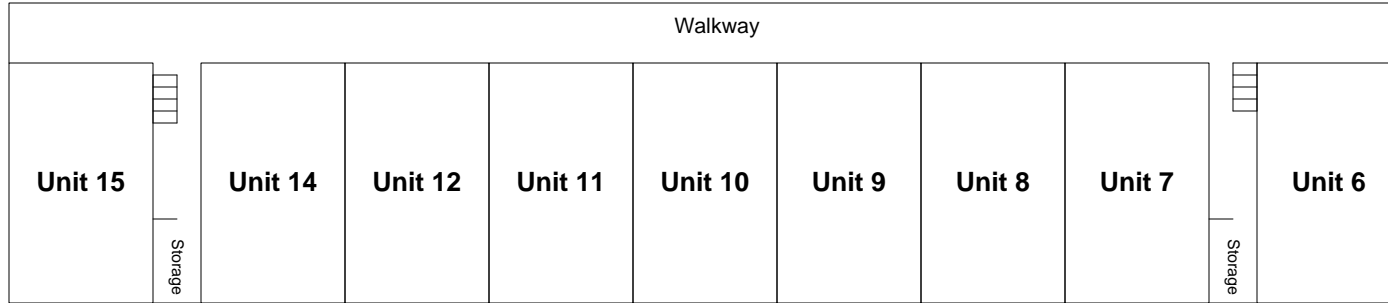 Walkway
Unit 15
Storage
Unit 14
Unit 12
Unit 11
Unit 10
Unit 9
Unit 8
Unit 7
Storage
Unit 6